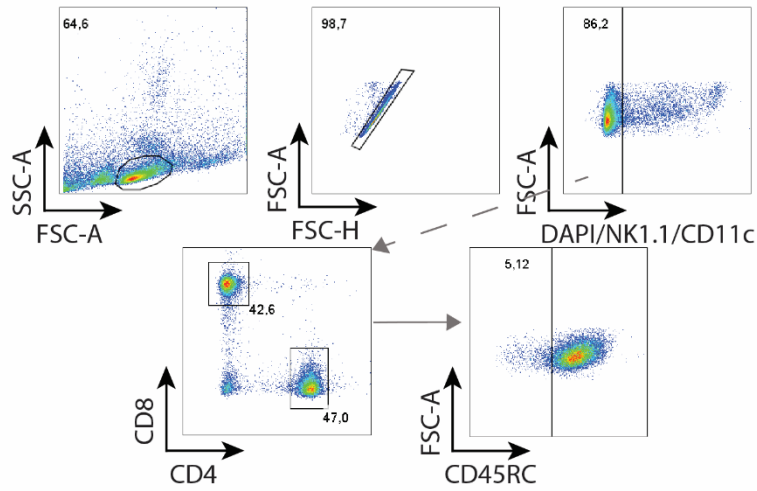 64,6
SSC-A
FSC-A
98,7
FSC-A
FSC-H
86,2
FSC-A
DAPI/NK1.1/CD11c
42,6
47,0
CD8
CD4
5,12
FSC-A
CD45RC